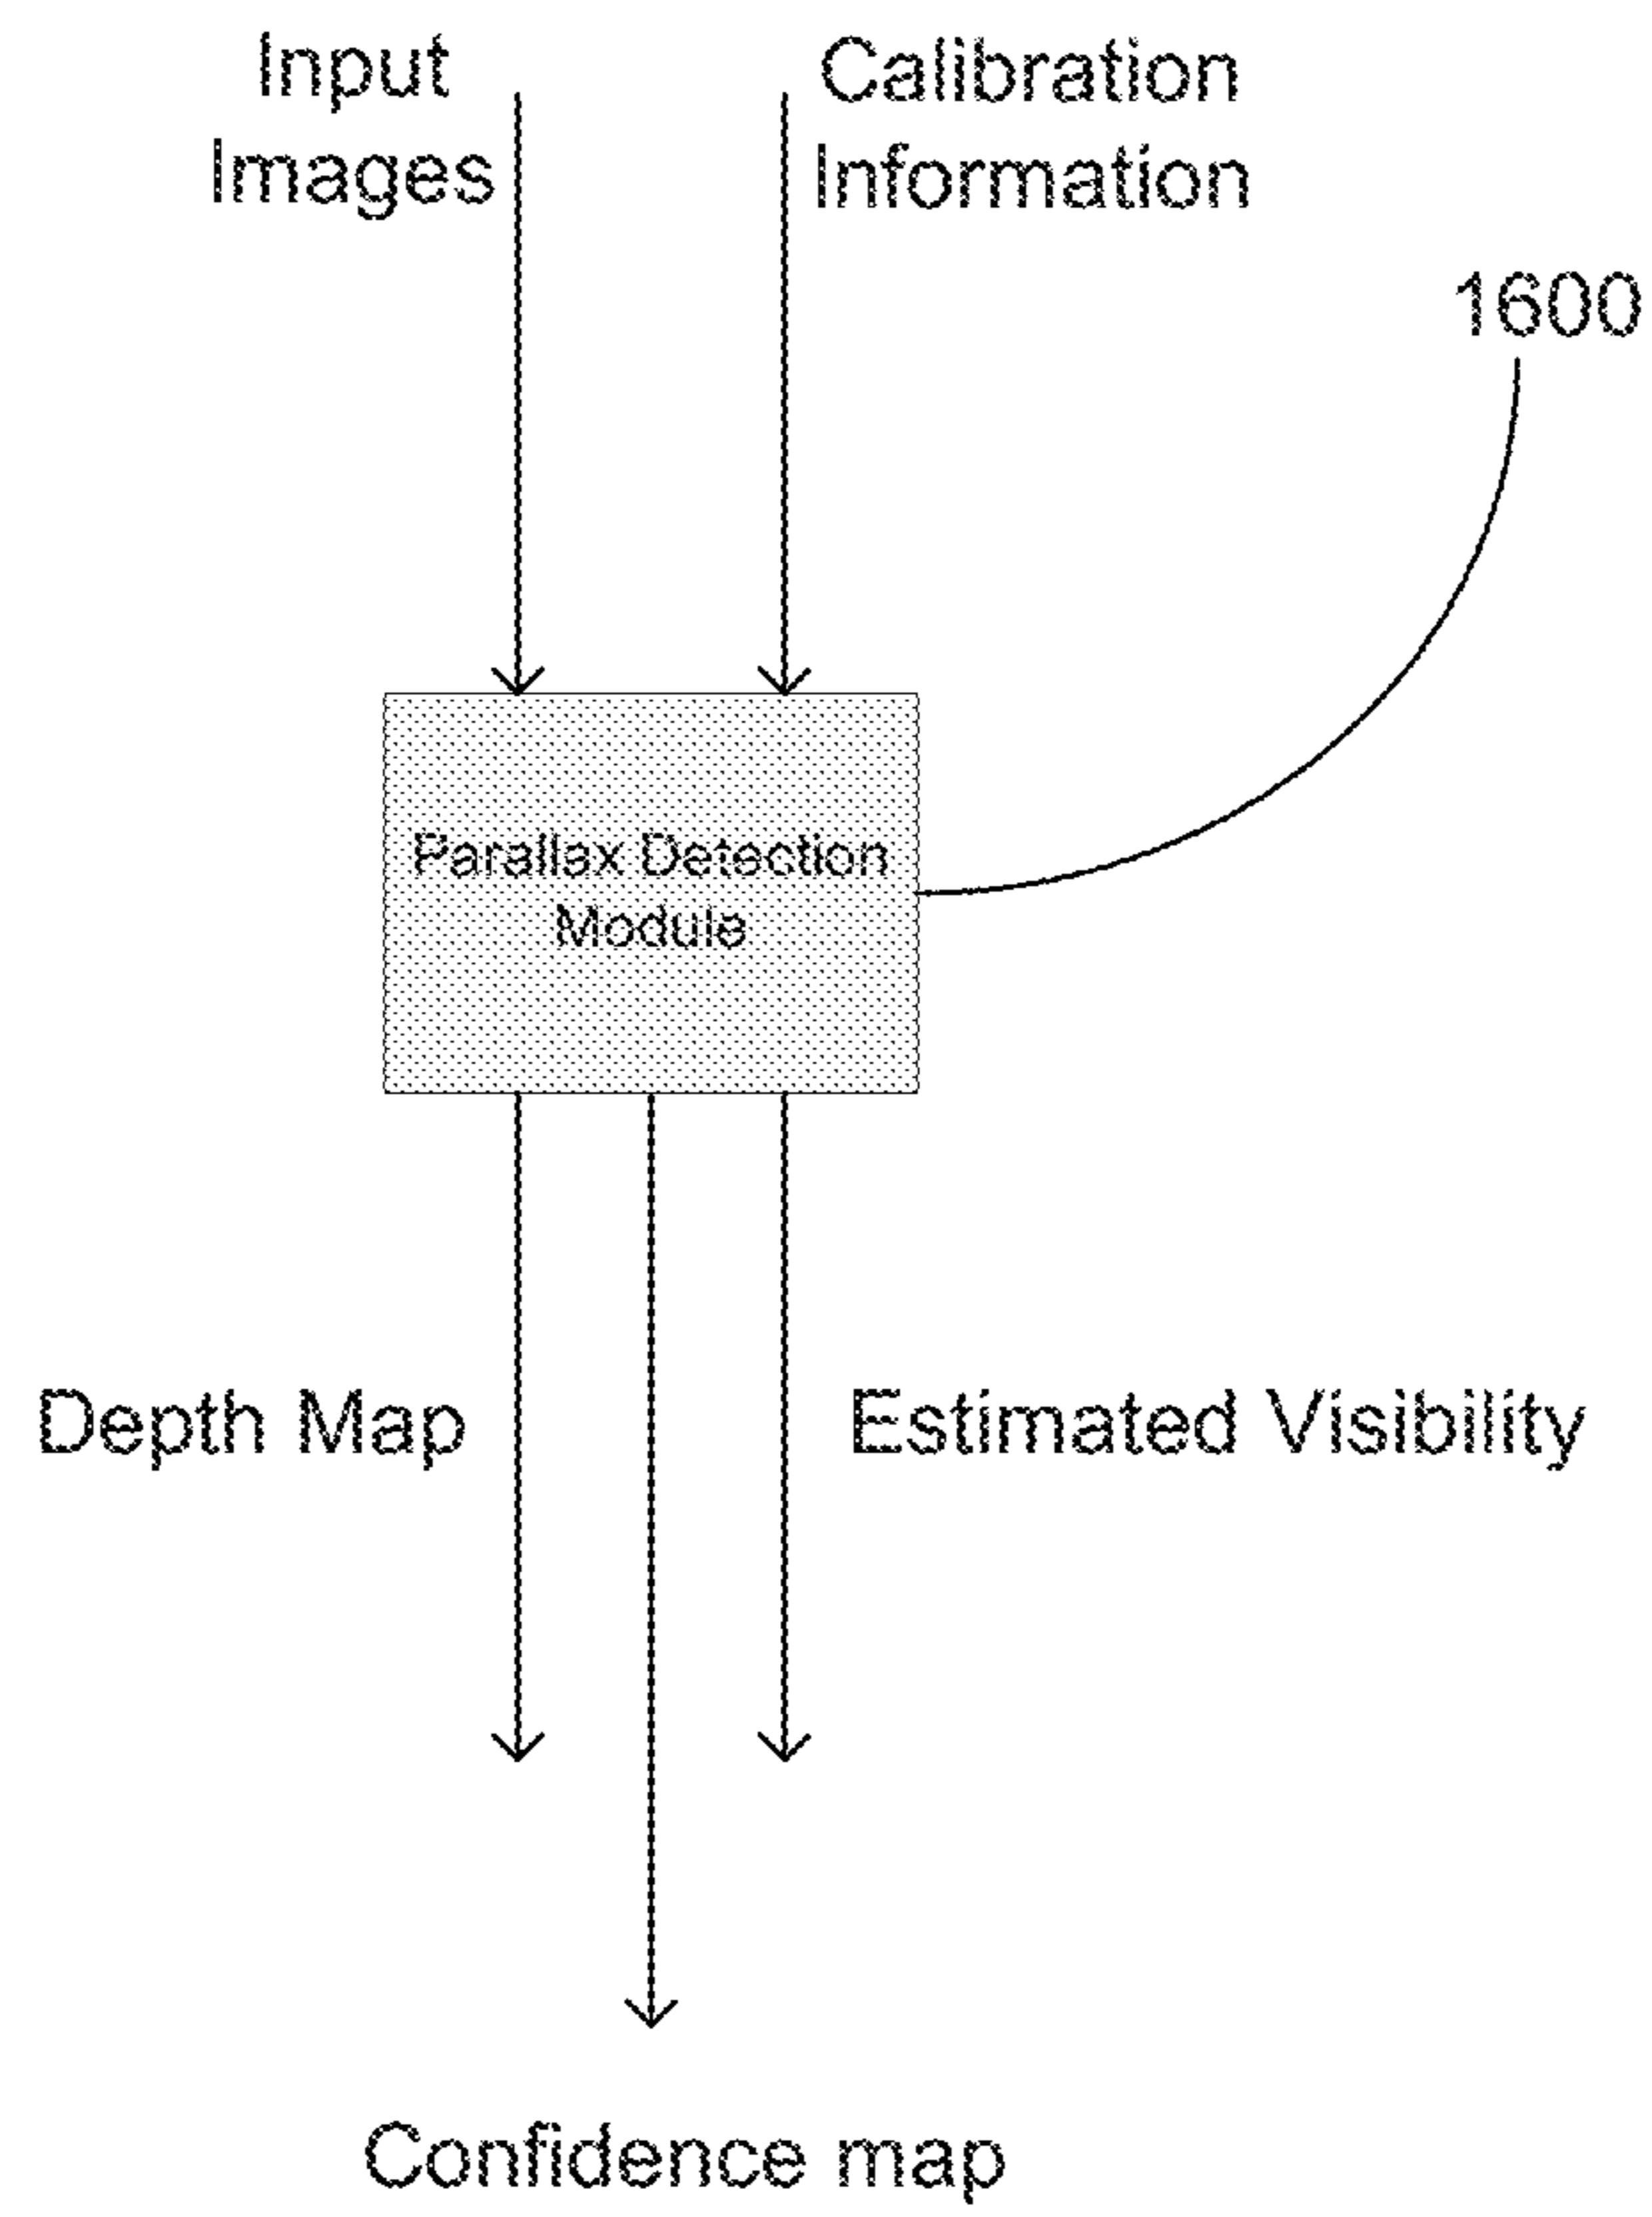 Input
Images
Calibration
Information
1600
Parallax Detection
Module
Depth Map
Estimated Visibility
Confidence map